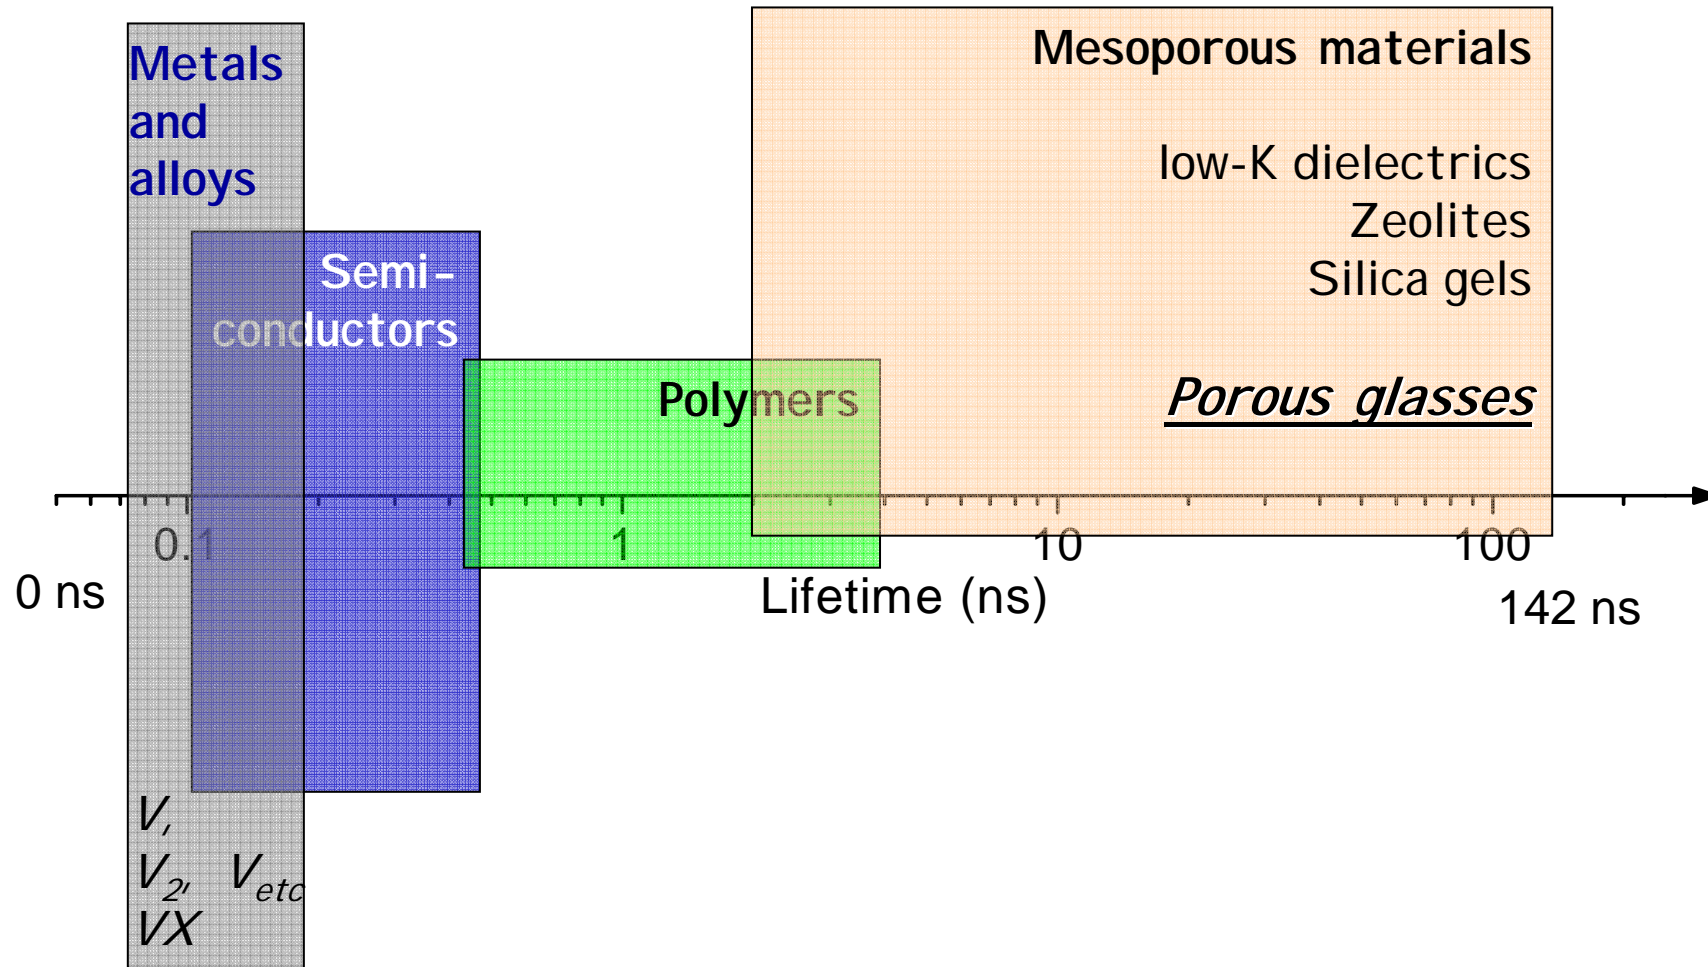 Metals
and
alloys
Semi-
conductors
Polymers
Mesoporous materials
low-K dielectrics
Zeolites
Silica gels
Porous glasses
0.1
1
10
100
0 ns
Lifetime (ns)
142 ns
V,
V2, Vetc
VX